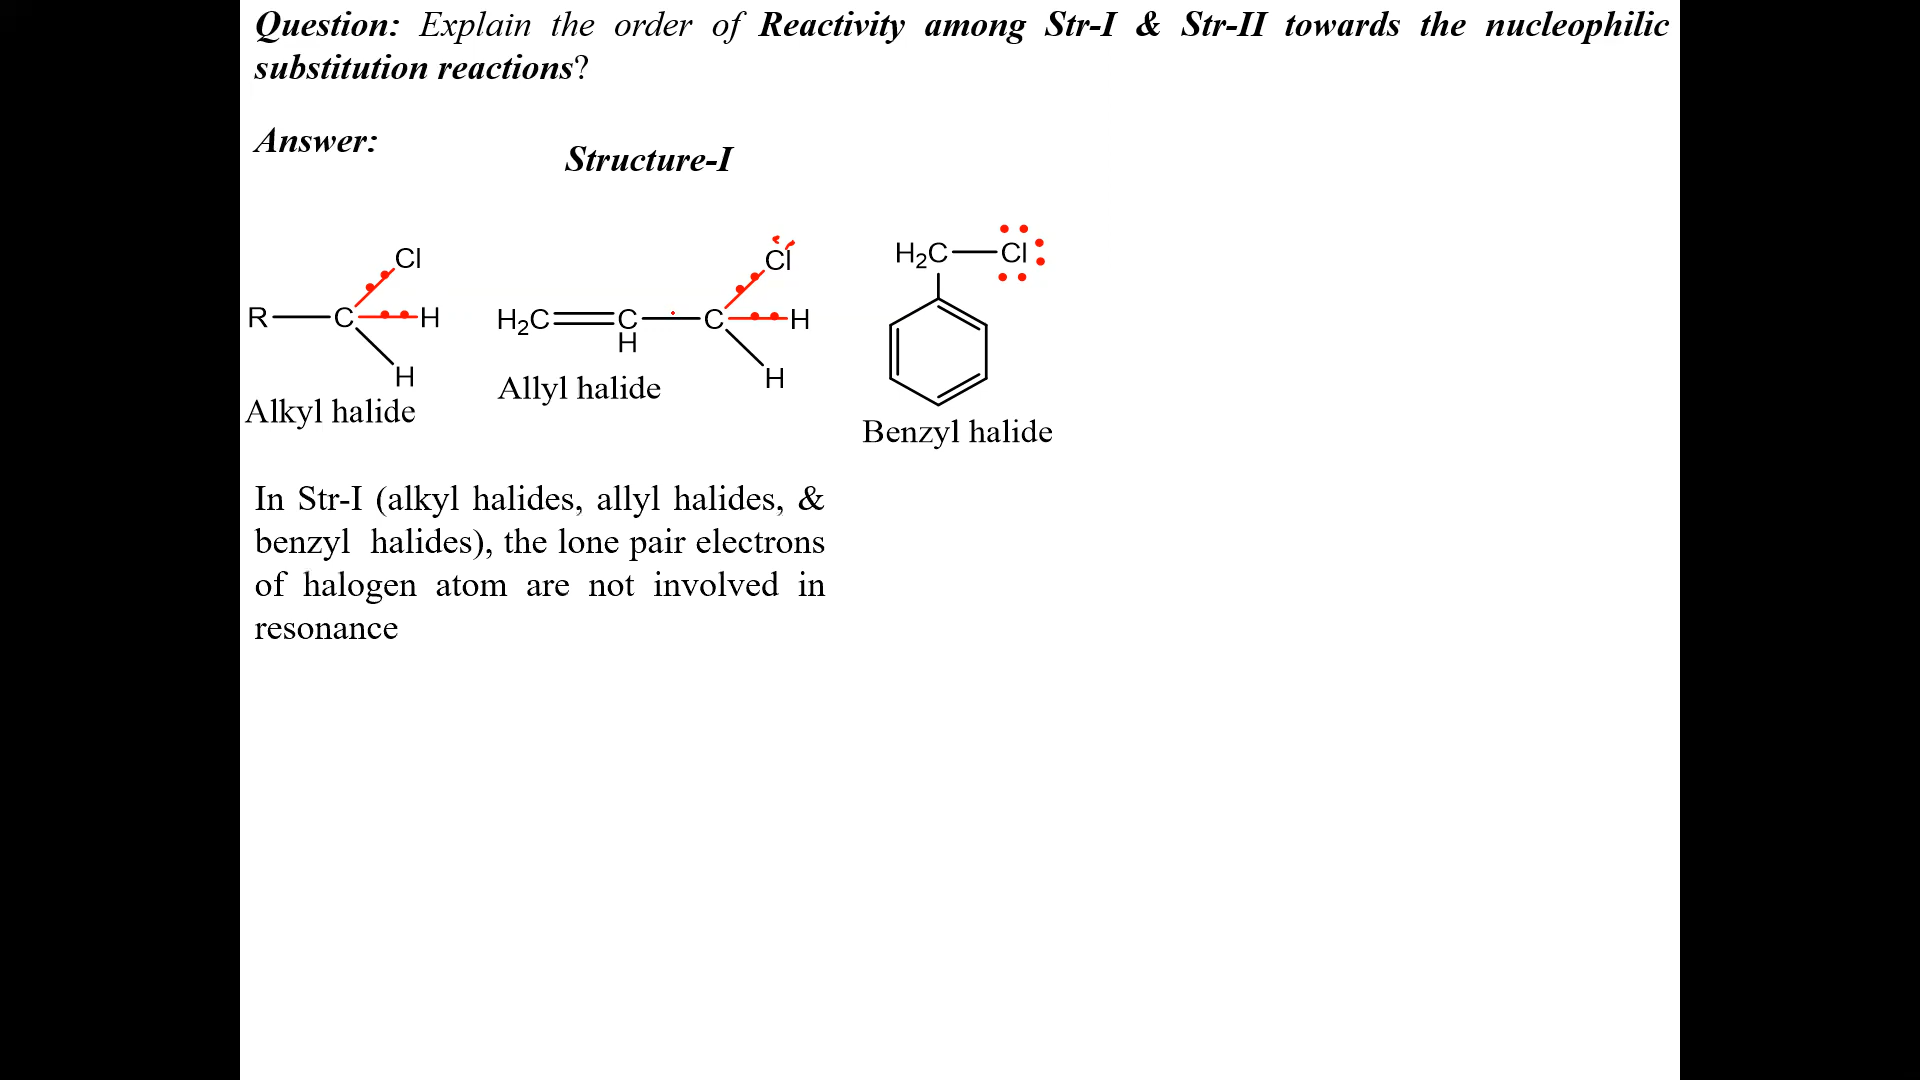 Question: Explain the order of Reactivity among Str-I & Str-II towards the nucleophilic
substitution reactions?
Answer:
Structure-I
Cl
R C H
H
Alkyl halide
Cl
H₂C C C H
H
H
Allyl halide
H₂C Cl
Benzyl halide
In Str-I (alkyl halides, allyl halides, &
benzyl halides), the lone pair electrons
of halogen atom are not involved in
resonance